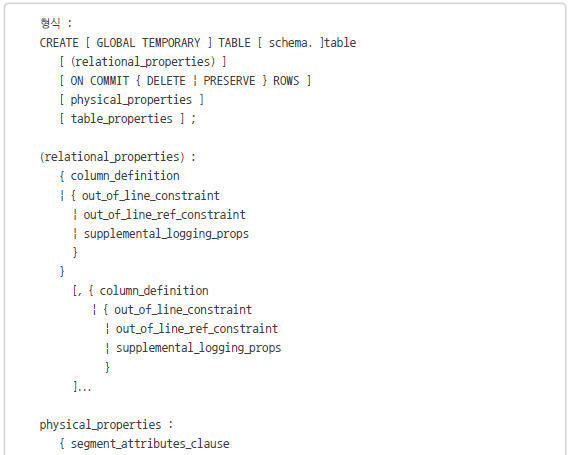 형식 :
CREATE [ GLOBAL TEMPORARY ] TABLE [ schema. ]table
[ (relational_properties) ]
[ ON COMMIT { DELETE ¦ PRESERVE } ROWS ]
[ physical_properties ]
[ table_properties ] ;
(relational_properties) :
{ column_definition
¦ { out_of_line_constraint
¦ out_of_line_ref_constraint
¦ supplemental_logging_props
}
}
[, { column_definition
¦ { out_of_line_constraint
¦ out_of_line_ref_constraint
¦ supplemental_logging_props
}
]...
physical_properties :
{ segment_attributes_clause